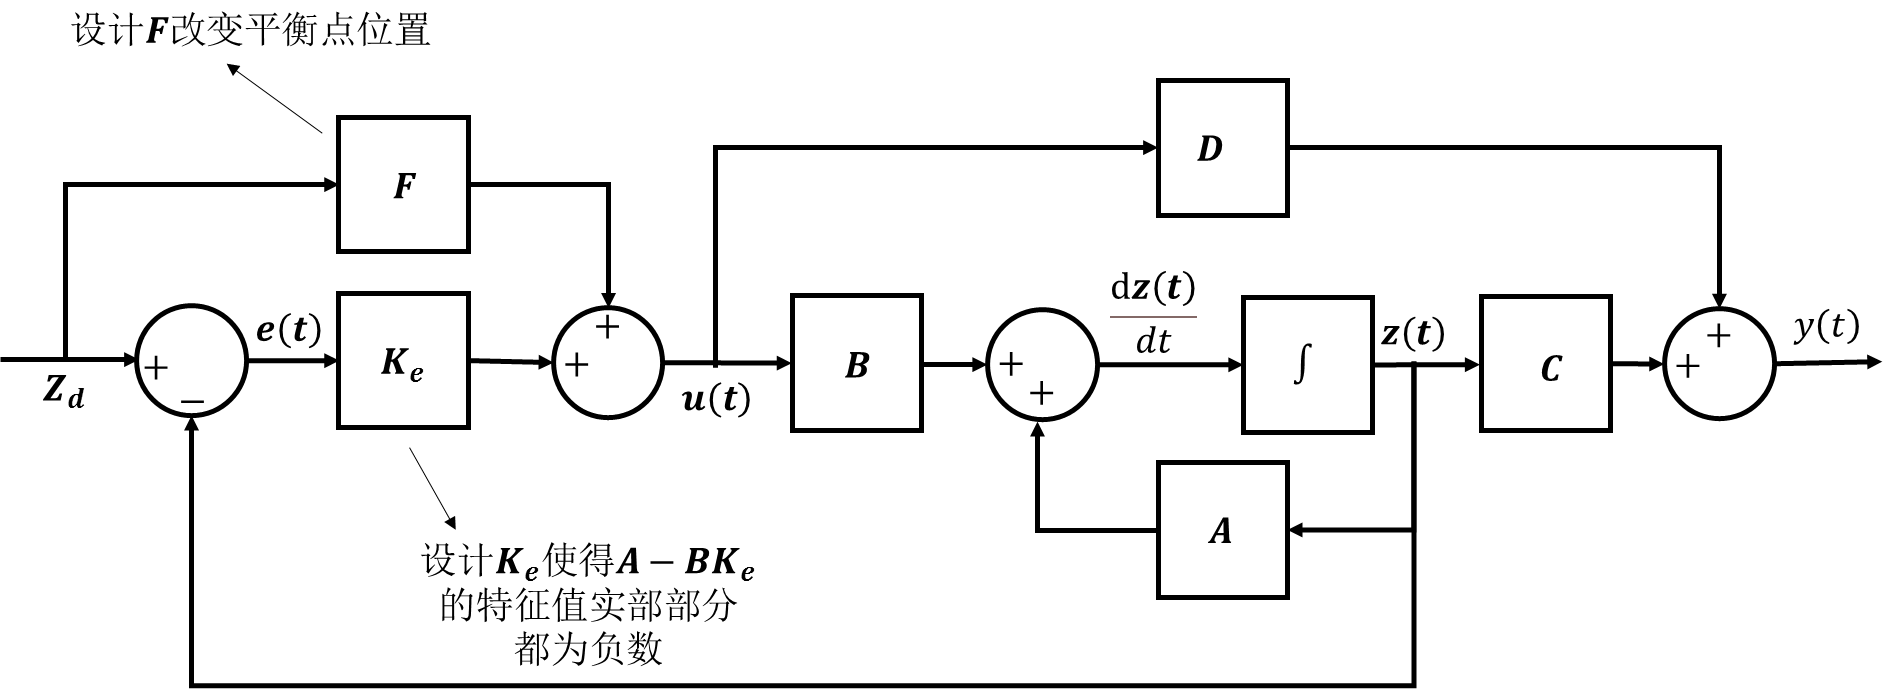 设计F改变平衡点位置
D
F
dz(t)
dt
e(t)
z(t)
y(t)
K_e
B
∫
C
+
+
+
+
+
+
+
−
Z_d
u(t)
A
设计K_e使得A − BK_e
的特征值实部部分
都为负数